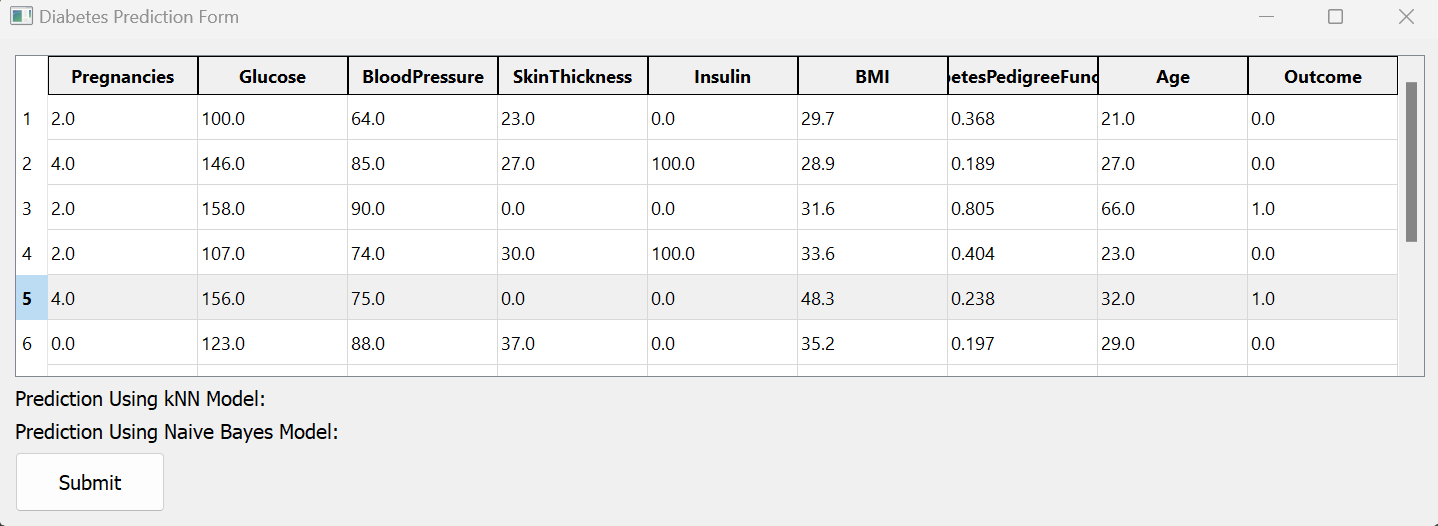 Diabetes Prediction Form
Pregnancies Glucose BloodPressure SkinThickness Insulin BMI betesPedigreeFunc Age Outcome
1 2.0 100.0 64.0 23.0 0.0 29.7 0.368 21.0 0.0
2 4.0 146.0 85.0 27.0 100.0 28.9 0.189 27.0 0.0
3 2.0 158.0 90.0 0.0 0.0 31.6 0.805 66.0 1.0
4 2.0 107.0 74.0 30.0 100.0 33.6 0.404 23.0 0.0
5 4.0 156.0 75.0 0.0 0.0 48.3 0.238 32.0 1.0
6 0.0 123.0 88.0 37.0 0.0 35.2 0.197 29.0 0.0
Prediction Using kNN Model:
Prediction Using Naive Bayes Model:
Submit